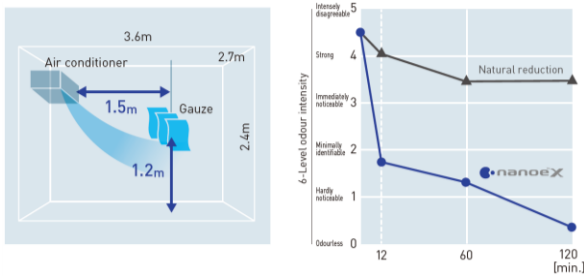 3.6m
2.7m
Air conditioner
1.5m
Gauze
2.4m
1.2m
6-Level odour intensity
Intensely
disagreeable
5
Strong
4
Immediately
noticeable
3
Minimally
identifiable
2
Hardly
noticeable
1
Odourless
0
Natural reduction
nanoeX
12
60
120
[min.]